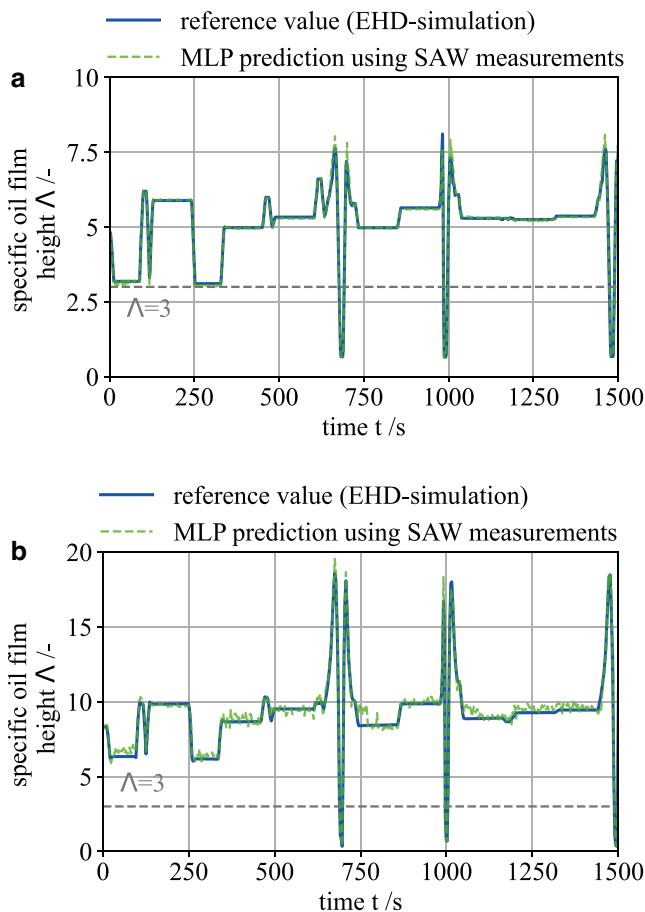 reference value (EHD-simulation)
MLP prediction using SAW measurements
a
10
7.5
5
2.5
0
specific oil film
height Λ /-
Λ=3
0 250 500 750 1000 1250 1500
time t /s
reference value (EHD-simulation)
MLP prediction using SAW measurements
b
20
15
10
5
0
specific oil film
height Λ /-
Λ=3
0 250 500 750 1000 1250 1500
time t /s